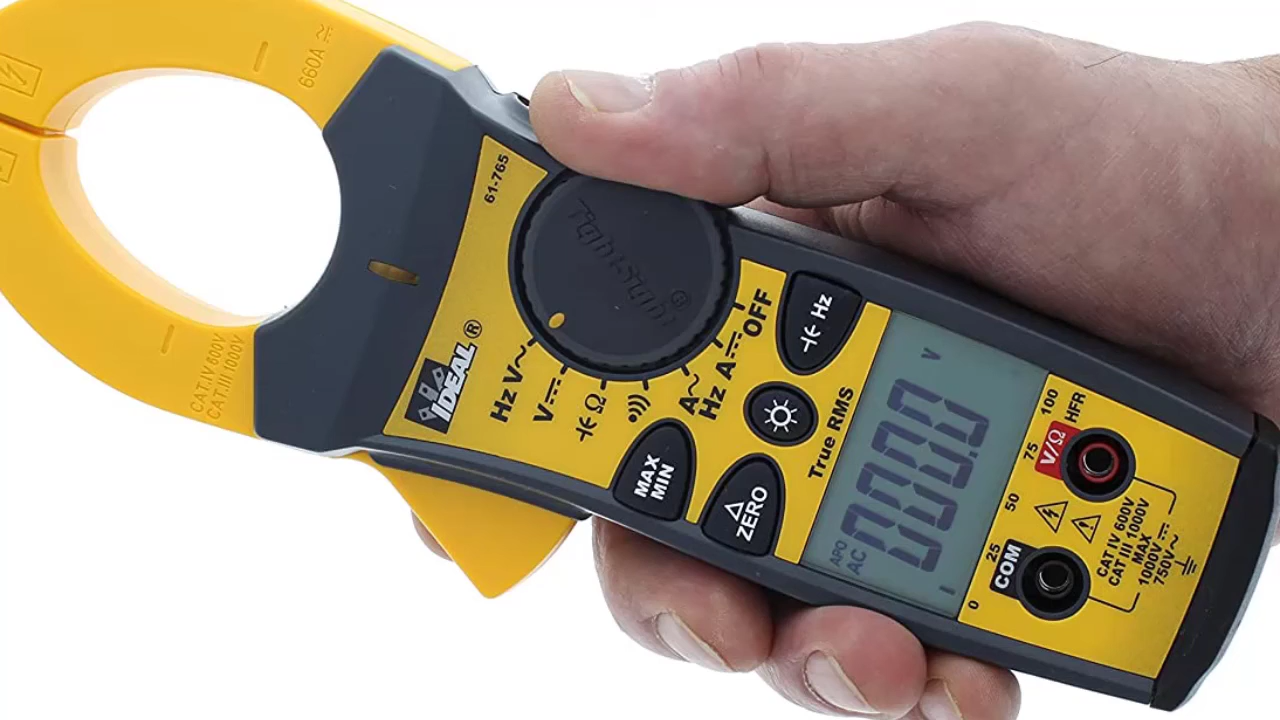 660A
CAT.IV 600V
CAT.III 1000V
61-765
TightSight®
IDEAL®
Hz V
V
Ω
A
Hz A
OFF
Hz
MAX
MIN
ZERO
True RMS
V
000.0
APO
AC
0
25
50
75
100
HFR
V/Ω
COM
CAT IV 600V
CAT III 1000V
MAX
1000V
750V